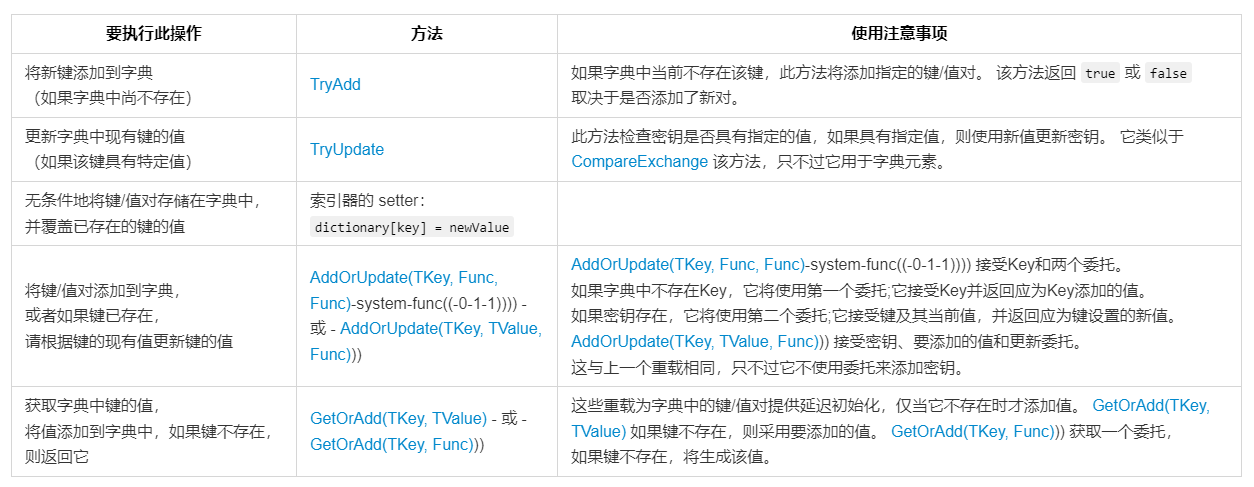 要执行此操作
方法
使用注意事项
将新键添加到字典
（如果字典中尚不存在）
TryAdd
如果字典中当前不存在该键，此方法将添加指定的键/值对。 该方法返回 true 或 false
取决于是否添加了新对。
更新字典中现有键的值
（如果该键具有特定值）
TryUpdate
此方法检查密钥是否具有指定的值，如果具有指定值，则使用新值更新密钥。 它类似于
CompareExchange 该方法，只不过它用于字典元素。
无条件地将键/值对存储在字典中，
并覆盖已存在的键的值
索引器的 setter：
dictionary[key] = newValue
将键/值对添加到字典，
或者如果键已存在，
请根据键的现有值更新键的值
AddOrUpdate(TKey, Func,
Func)-system-func((-0-1-1)))) -
或 - AddOrUpdate(TKey, TValue,
Func)))
AddOrUpdate(TKey, Func, Func)-system-func((-0-1-1)))) 接受Key和两个委托。
如果字典中不存在Key，它将使用第一个委托;它接受Key并返回应为Key添加的值。
如果密钥存在，它将使用第二个委托;它接受键及其当前值，并返回应为键设置的新值。
AddOrUpdate(TKey, TValue, Func))) 接受密钥、要添加的值和更新委托。
这与上一个重载相同，只不过它不使用委托来添加密钥。
获取字典中键的值，
将值添加到字典中，如果键不存在，
则返回它
GetOrAdd(TKey, TValue) - 或 -
GetOrAdd(TKey, Func)))
这些重载为字典中的键/值对提供延迟初始化，仅当它不存在时才添加值。 GetOrAdd(TKey,
TValue) 如果键不存在，则采用要添加的值。 GetOrAdd(TKey, Func))) 获取一个委托，
如果键不存在，将生成该值。